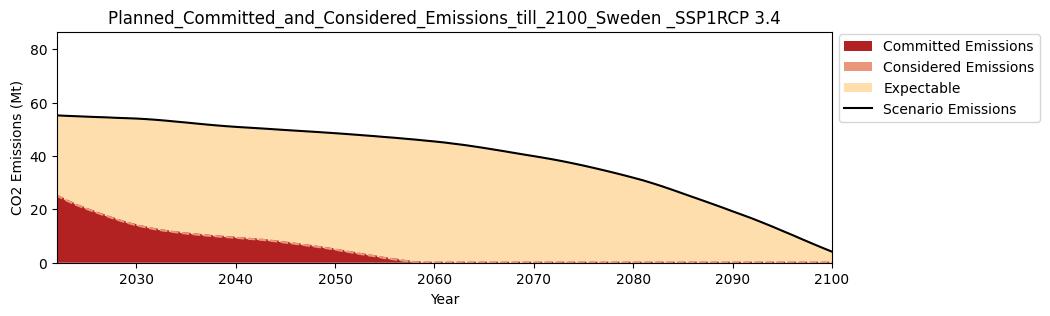 Planned_Committed_and_Considered_Emissions_till_2100_Sweden _SSP1RCP 3.4
80
60
40
20
0
CO2 Emissions (Mt)
2030 2040 2050 2060 2070 2080 2090 2100
Year
Committed Emissions
Considered Emissions
Expectable
Scenario Emissions